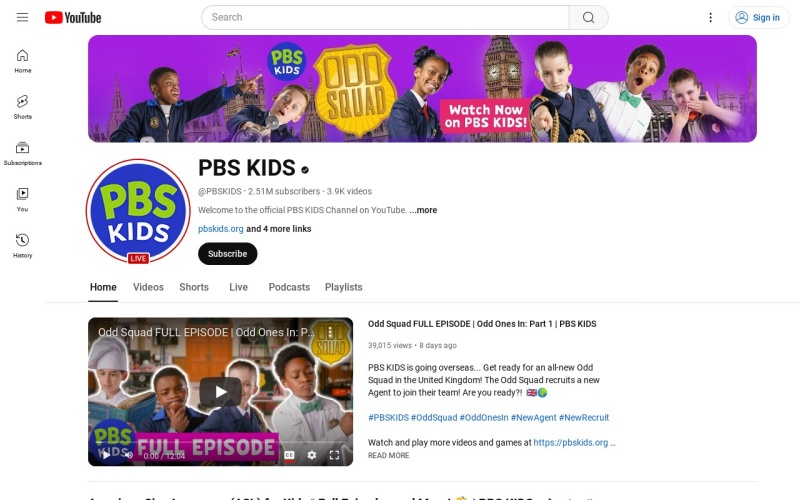 YouTube
Search
Sign in
Home
Shorts
Subscriptions
You
History
PBS KIDS
ODD SQUAD
Watch Now
on PBS KIDS!
PBS KIDS
LIVE
PBS KIDS
@PBSKIDS • 2.51M subscribers • 3.9K videos
Welcome to the official PBS KIDS Channel on YouTube. ...more
pbskids.org and 4 more links
Subscribe
Home Videos Shorts Live Podcasts Playlists
Odd Squad FULL EPISODE | Odd Ones In: P...
ODD SQUAD
PBS KIDS
FULL EPISODE
0:00 / 12:04
Odd Squad FULL EPISODE | Odd Ones In: Part 1 | PBS KIDS
39,015 views • 8 days ago
PBS KIDS is going overseas... Get ready for an all-new Odd
Squad in the United Kingdom! The Odd Squad recruits a new
Agent to join their team! Are you ready?! 🇬🇧🌍
#PBSKIDS #OddSquad #OddOnesIn #NewAgent #NewRecruit
Watch and play more videos and games at https://pbskids.org ...
READ MORE